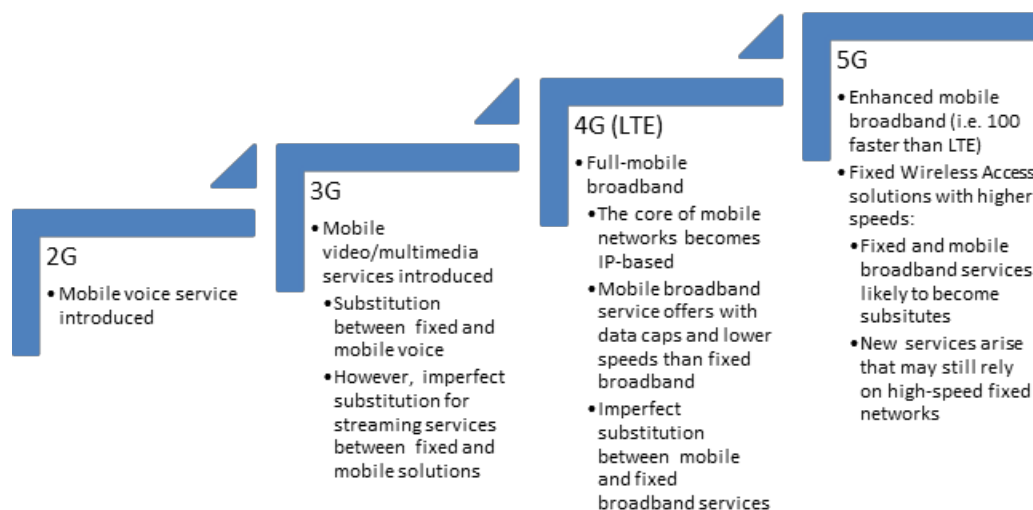 2G
•Mobile voice service
introduced
3G
•Mobile
video/multimedia
services introduced
•Substitution
between fixed and
mobile voice
•However, imperfect
substitution for
streaming services
between fixed and
mobile solutions
4G (LTE)
•Full-mobile
broadband
•The core of mobile
networks becomes
IP-based
•Mobile broadband
service offers with
data caps and lower
speeds than fixed
broadband
•Imperfect
substitution
between mobile
and fixed
broadband services
5G
•Enhanced mobile
broadband (i.e. 100
faster than LTE)
•Fixed Wireless Access
solutions with higher
speeds:
•Fixed and mobile
broadband services
likely to become
subsitutes
•New services arise
that may still rely
on high-speed fixed
networks